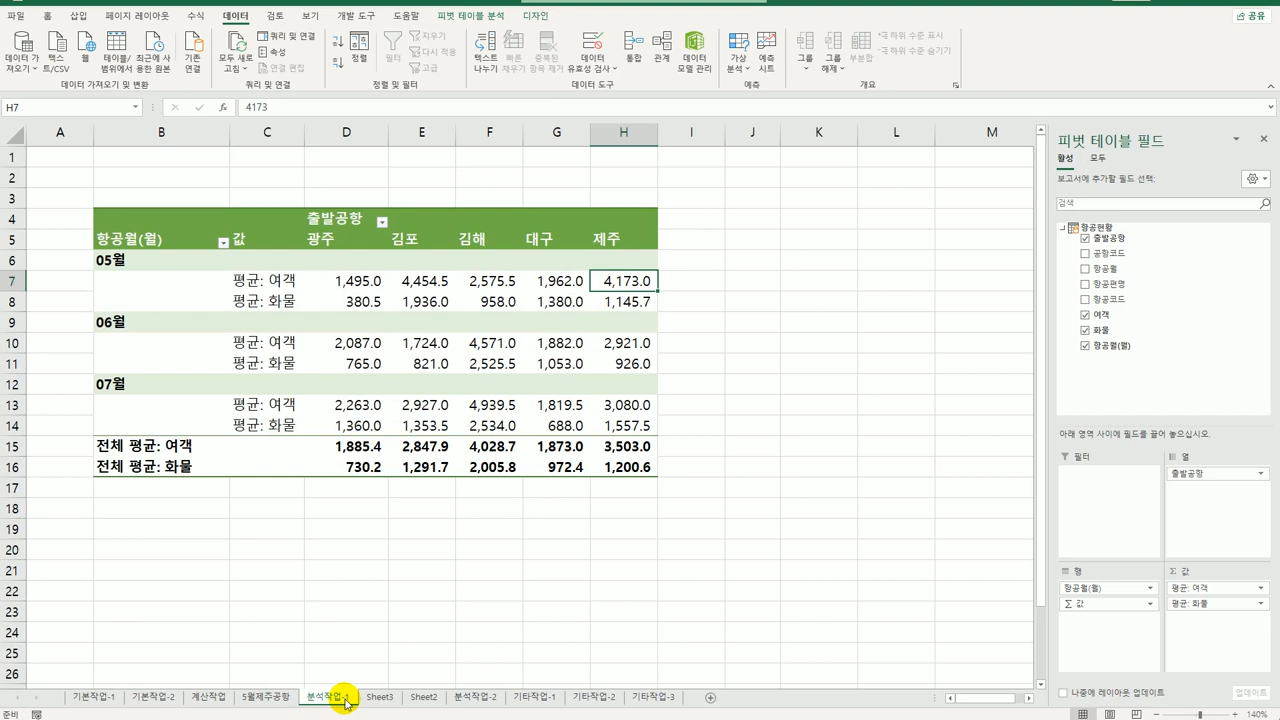 파일 홈 삽입 페이지 레이아웃 수식 데이터 검토 보기 개발 도구 도움말 피벗 테이블 분석 디자인 공유
데이터 가져오기 텍스트/CSV 웹 테이블/범위에서 최근에 사용한 원본 기존 연결 모두 새로 고침 쿼리 및 연결 속성 연결 편집 정렬 필터 지우기 다시 적용 고급 텍스트 나누기 빠른 채우기 중복된 항목 제거 데이터 유효성 검사 통합 관계 데이터 모델 관리 가상 분석 예측 시트 그룹 그룹 해제 부분합 하위 수준 표시 하위 수준 숨기기
데이터 가져오기 및 변환 쿼리 및 연결 정렬 및 필터 데이터 도구 예측 개요
H7 fx 4173
A B C D E F G H I J K L M
1
2
3
4 출발공항
5 항공월(월) 값 광주 김포 김해 대구 제주
6 05월
7 평균: 여객 1,495.0 4,454.5 2,575.5 1,962.0 4,173.0
8 평균: 화물 380.5 1,936.0 958.0 1,380.0 1,145.7
9 06월
10 평균: 여객 2,087.0 1,724.0 4,571.0 1,882.0 2,921.0
11 평균: 화물 765.0 821.0 2,525.5 1,053.0 926.0
12 07월
13 평균: 여객 2,263.0 2,927.0 4,939.5 1,819.5 3,080.0
14 평균: 화물 1,360.0 1,353.5 2,534.0 688.0 1,557.5
15 전체 평균: 여객 1,885.4 2,847.9 4,028.7 1,873.0 3,503.0
16 전체 평균: 화물 730.2 1,291.7 2,005.8 972.4 1,200.6
17
18
19
20
21
22
23
24
25
26
피벗 테이블 필드
활성 모두
보고서에 추가할 필드 선택:
검색
항공현황
출발공항
공항코드
항공월
항공편명
항공코드
여객
화물
항공월(월)
아래 영역 사이에 필드를 끌어 놓으십시오.
필터 열
출발공항
행 Σ 값
항공월(월) 평균: 여객
Σ 값 평균: 화물
나중에 레이아웃 업데이트 업데이트
기본작업-1 기본작업-2 계산작업 5월제주공항 분석작업-1 Sheet3 Sheet2 분석작업-2 기타작업-1 기타작업-2 기타작업-3
준비 140%